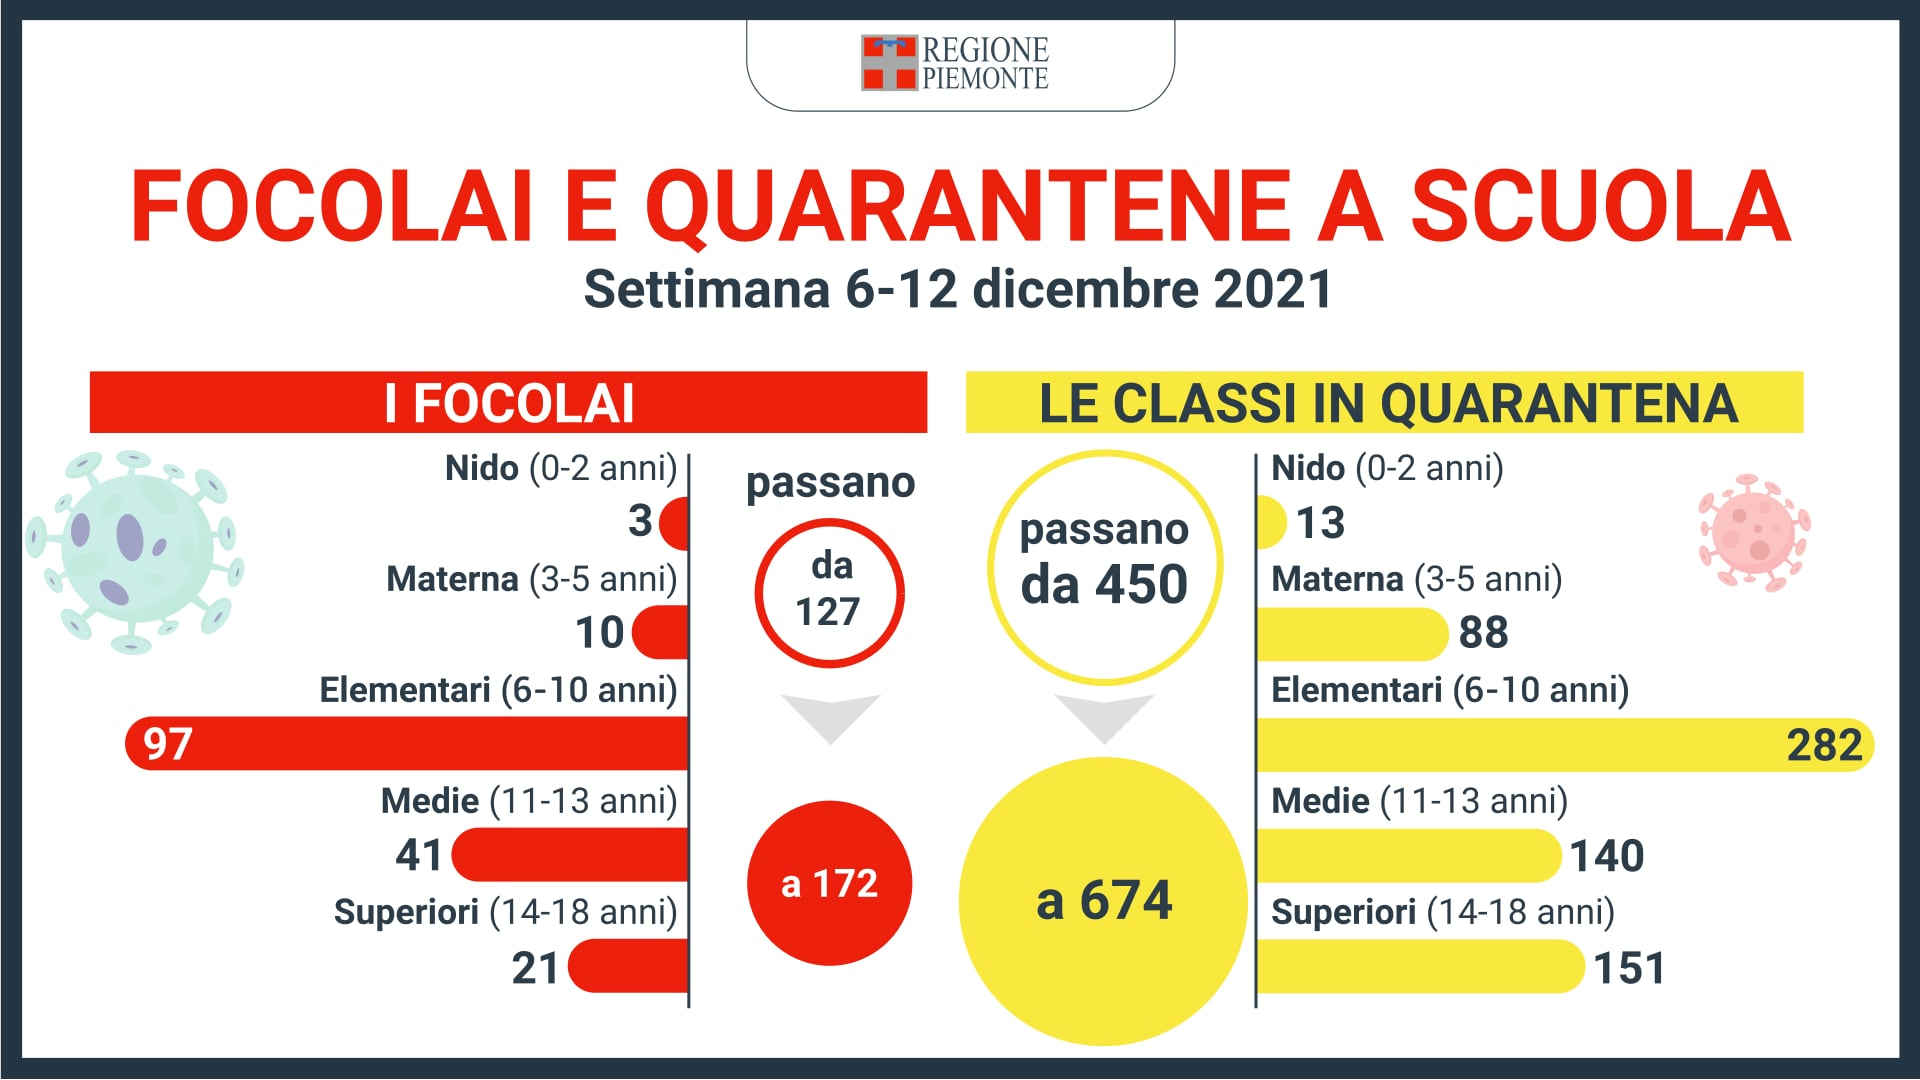 REGIONE
PIEMONTE
FOCOLAI E QUARANTENE A SCUOLA
Settimana 6-12 dicembre 2021
I FOCOLAI
Nido (0-2 anni)
3
Materna (3-5 anni)
10
Elementari (6-10 anni)
97
Medie (11-13 anni)
41
Superiori (14-18 anni)
21
passano
da
127
a 172
LE CLASSI IN QUARANTENA
passano
da 450
a 674
Nido (0-2 anni)
13
Materna (3-5 anni)
88
Elementari (6-10 anni)
282
Medie (11-13 anni)
140
Superiori (14-18 anni)
151